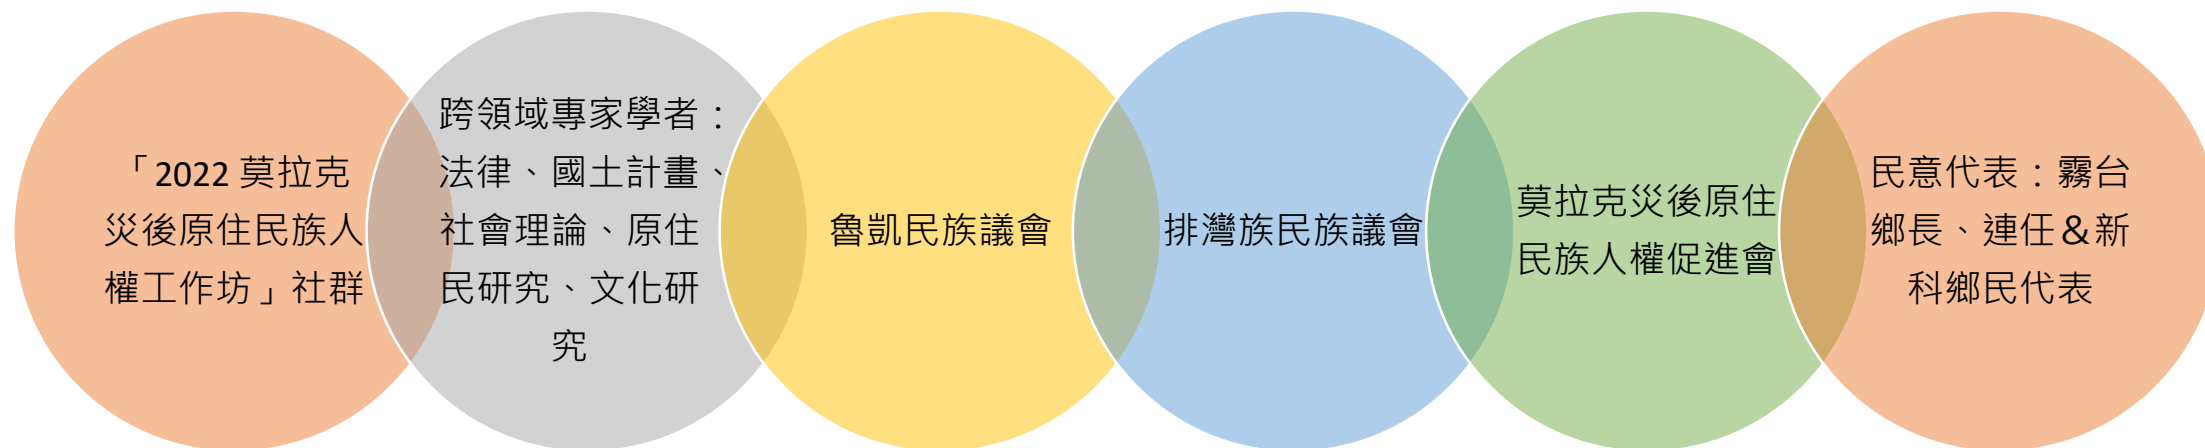 「2022 莫拉克
災後原住民族人
權工作坊」社群
跨領域專家學者：
法律、國土計畫、
社會理論、原住
民研究、文化研
究
魯凱民族議會
排灣族民族議會
莫拉克災後原住
民族人權促進會
民意代表：霧台
鄉長、連任＆新
科鄉民代表